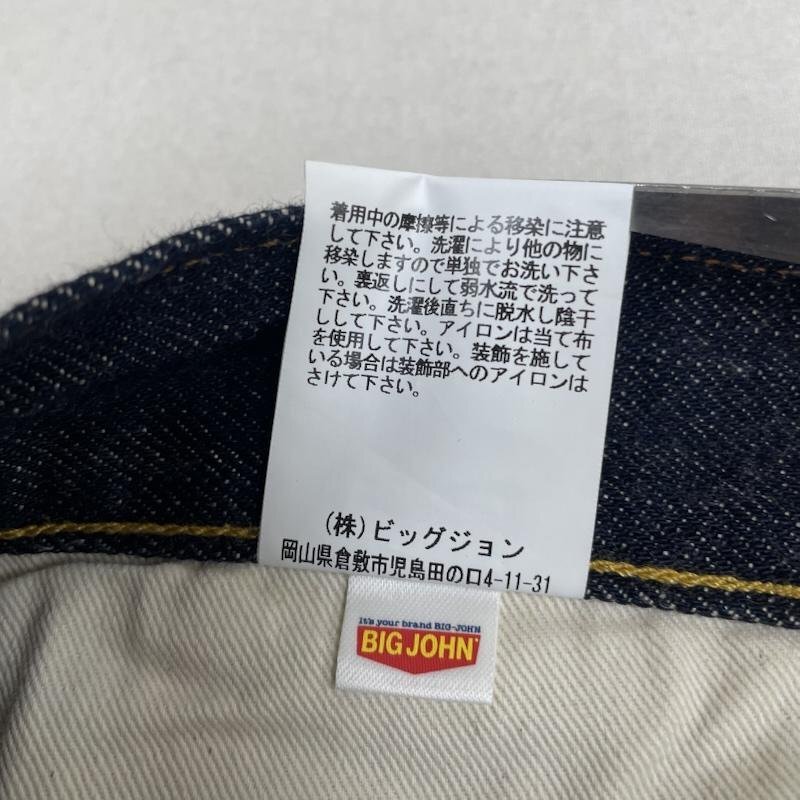 着用中の摩擦等による移染に注意
して下さい。洗濯により他の物に
移染しますので単独でお洗い下さ
い。裏返しにして弱水流で洗って
下さい。洗濯後直ちに脱水し陰干
しして下さい。アイロンは当て布
を使用して下さい。装飾を施して
いる場合は装飾部へのアイロンは
さけて下さい。
(株)ビッグジョン
岡山県倉敷市児島田の口4-11-31
It's your brand BIG-JOHN
BIG JOHN